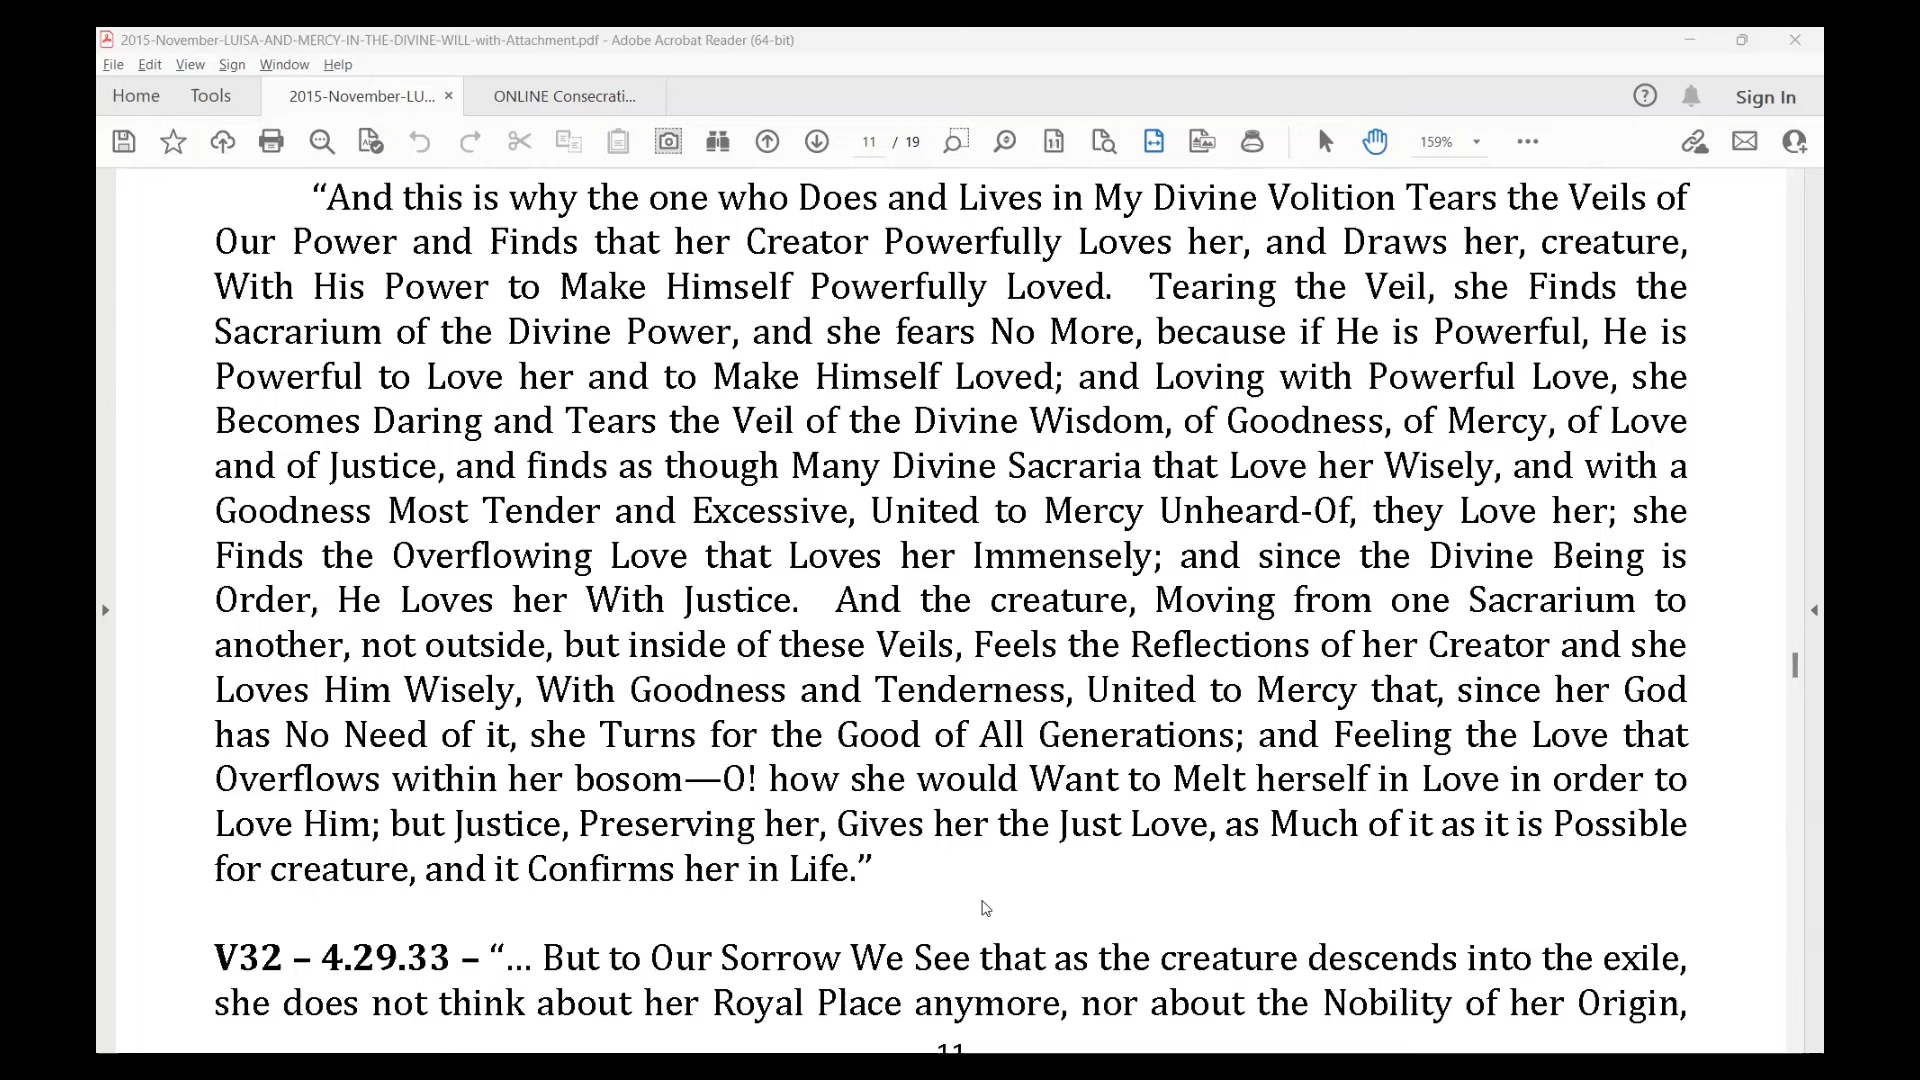 2015-November-LUISA-AND-MERCY-IN-THE-DIVINE-WILL-with-Attachment.pdf - Adobe Acrobat Reader (64-bit)
File Edit View Sign Window Help
Home Tools 2015-November-LU... × ONLINE Consecrati... Sign In
11 / 19 159%
“And this is why the one who Does and Lives in My Divine Volition Tears the Veils of
Our Power and Finds that her Creator Powerfully Loves her, and Draws her, creature,
With His Power to Make Himself Powerfully Loved. Tearing the Veil, she Finds the
Sacrarium of the Divine Power, and she fears No More, because if He is Powerful, He is
Powerful to Love her and to Make Himself Loved; and Loving with Powerful Love, she
Becomes Daring and Tears the Veil of the Divine Wisdom, of Goodness, of Mercy, of Love
and of Justice, and finds as though Many Divine Sacraria that Love her Wisely, and with a
Goodness Most Tender and Excessive, United to Mercy Unheard-Of, they Love her; she
Finds the Overflowing Love that Loves her Immensely; and since the Divine Being is
Order, He Loves her With Justice. And the creature, Moving from one Sacrarium to
another, not outside, but inside of these Veils, Feels the Reflections of her Creator and she
Loves Him Wisely, With Goodness and Tenderness, United to Mercy that, since her God
has No Need of it, she Turns for the Good of All Generations; and Feeling the Love that
Overflows within her bosom—O! how she would Want to Melt herself in Love in order to
Love Him; but Justice, Preserving her, Gives her the Just Love, as Much of it as it is Possible
for creature, and it Confirms her in Life.”
V32 – 4.29.33 – “… But to Our Sorrow We See that as the creature descends into the exile,
she does not think about her Royal Place anymore, nor about the Nobility of her Origin,
11